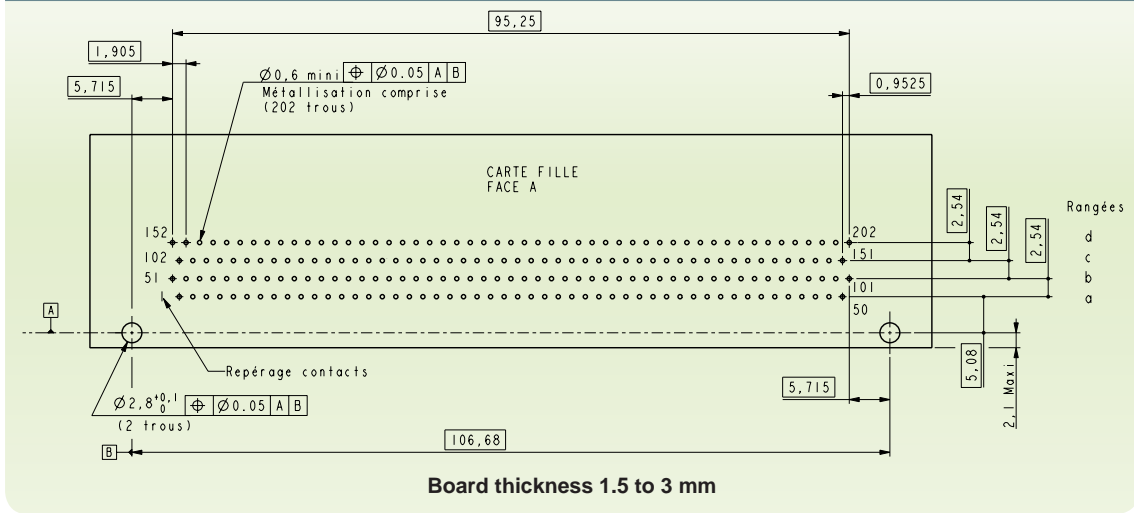 95,25
1,905
5,715
Ø0,6 mini ⌖ Ø0.05 A B
Métallisation comprise
(202 trous)
0,9525
CARTE FILLE
FACE A
2,54
2,54
2,54
Rangées
152
202
d
102
151
c
51
101
b
1
50
a
A
Repérage contacts
5,08
2,1 Maxi
5,715
Ø2,8 +0,1 0 ⌖ Ø0.05 A B
(2 trous)
106,68
B
Board thickness 1.5 to 3 mm